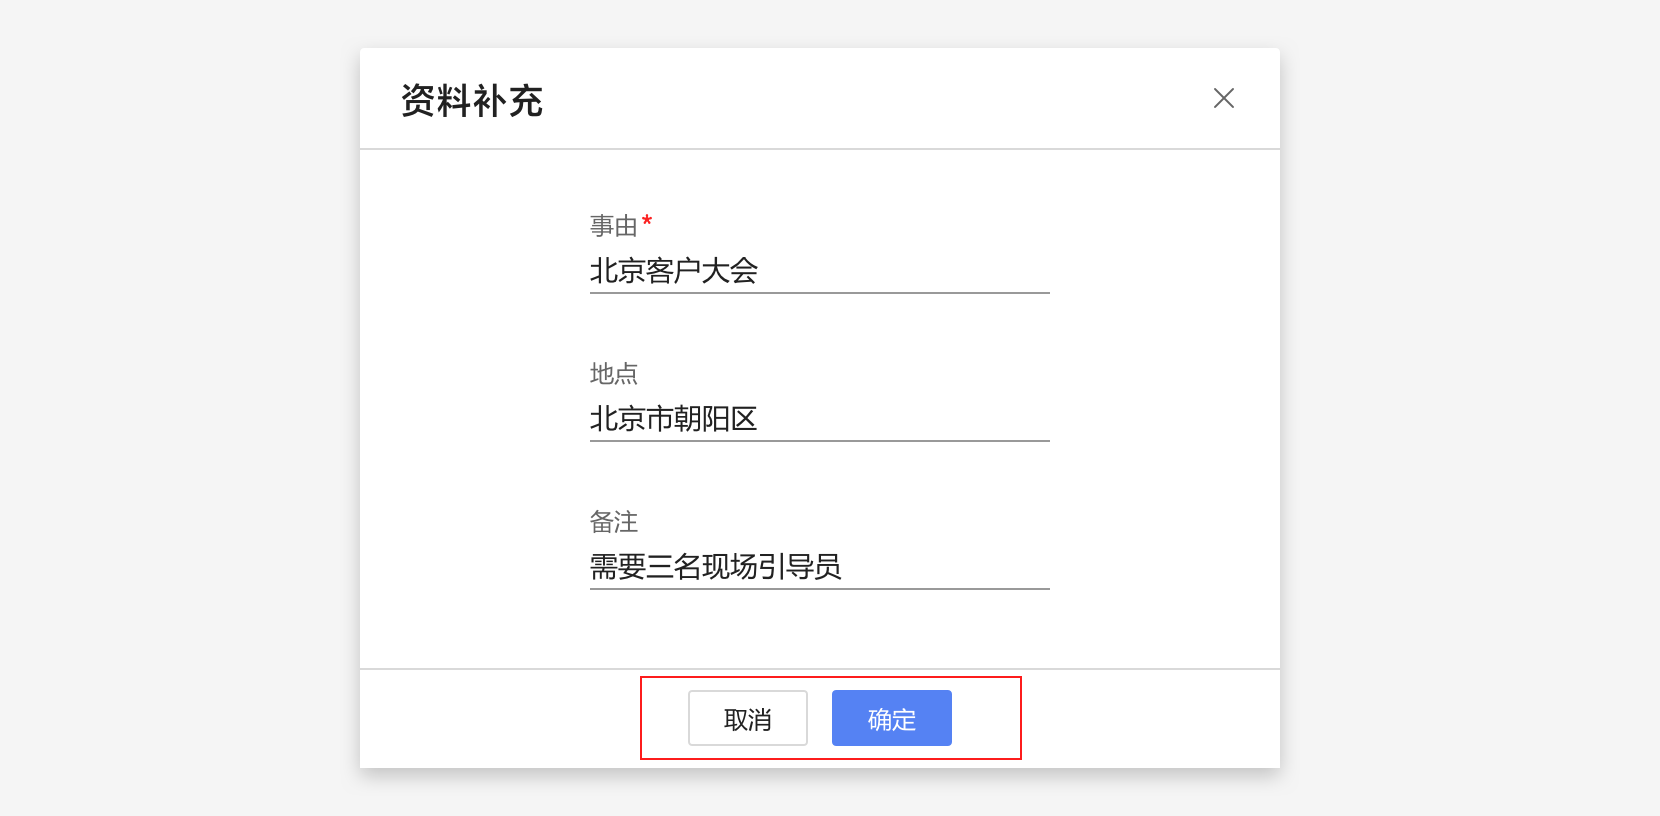 资料补充
事由*
北京客户大会
地点
北京市朝阳区
备注
需要三名现场引导员
取消 确定